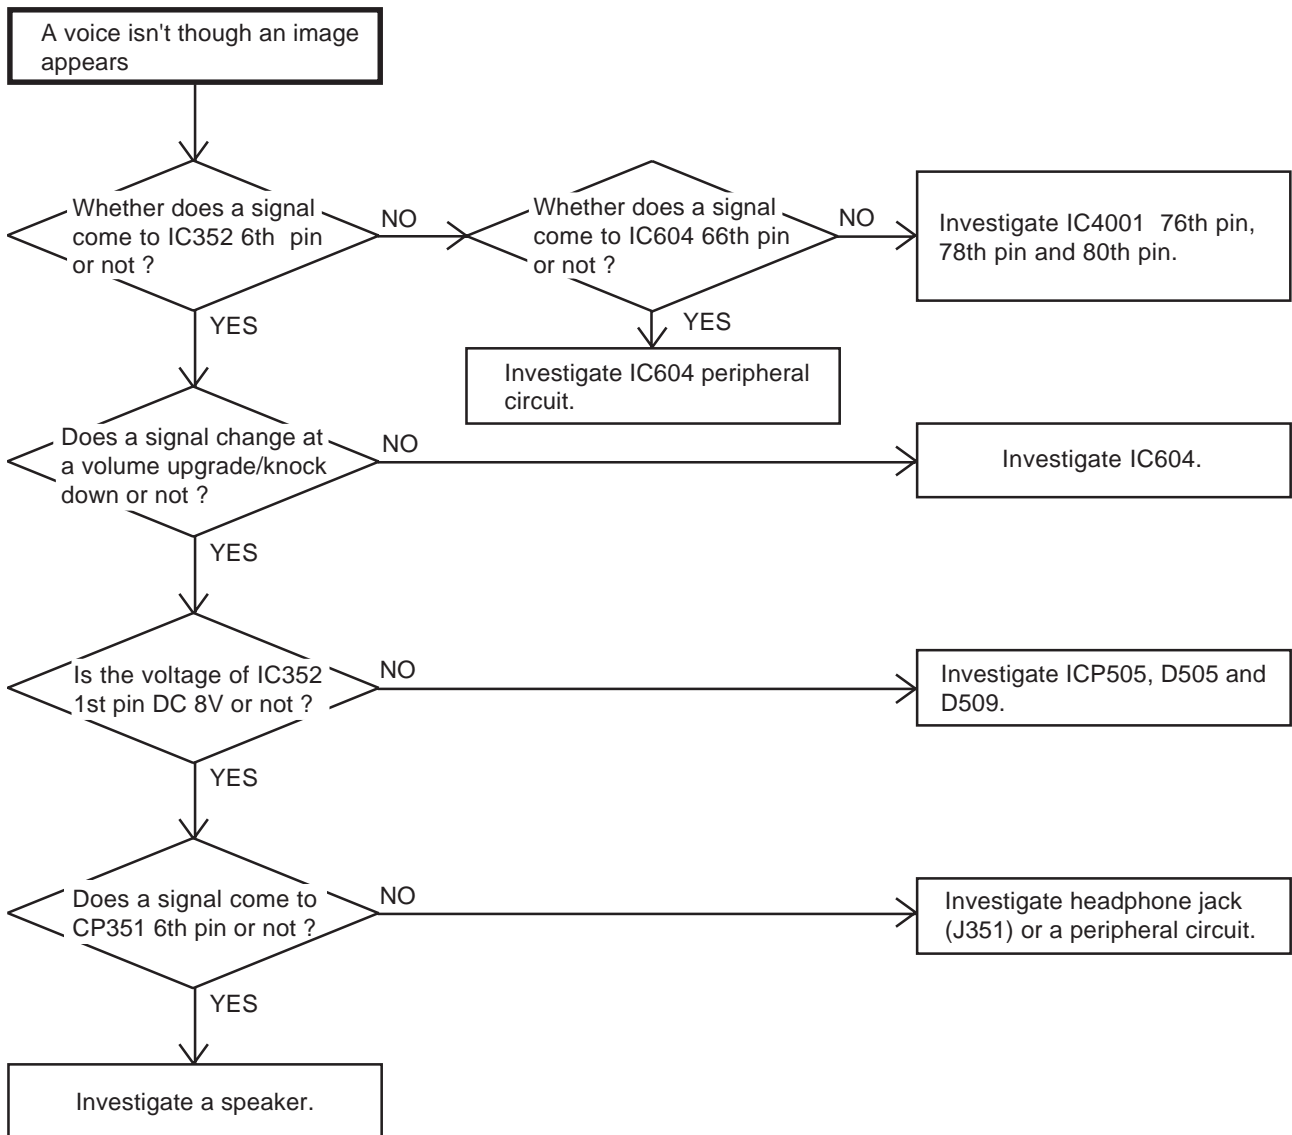 A voice isn't though an image
appears
Whether does a signal
come to IC352 6th pin
or not ?
NO
Whether does a signal
come to IC604 66th pin
or not ?
NO
Investigate IC4001 76th pin,
78th pin and 80th pin.
YES
YES
Investigate IC604 peripheral
circuit.
Does a signal change at
a volume upgrade/knock
down or not ?
NO
Investigate IC604.
YES
Is the voltage of IC352
1st pin DC 8V or not ?
NO
Investigate ICP505, D505 and
D509.
YES
Does a signal come to
CP351 6th pin or not ?
NO
Investigate headphone jack
(J351) or a peripheral circuit.
YES
Investigate a speaker.